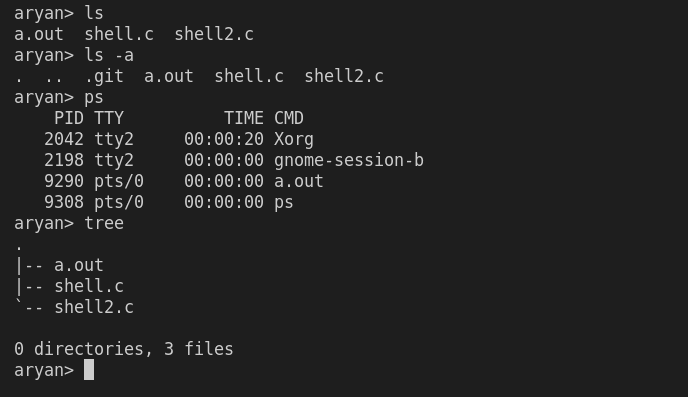 aryan> ls
a.out  shell.c  shell2.c
aryan> ls -a
.  ..  .git  a.out  shell.c  shell2.c
aryan> ps
    PID TTY          TIME CMD
   2042 tty2     00:00:20 Xorg
   2198 tty2     00:00:00 gnome-session-b
   9290 pts/0    00:00:00 a.out
   9308 pts/0    00:00:00 ps
aryan> tree
.
|-- a.out
|-- shell.c
`-- shell2.c

0 directories, 3 files
aryan>